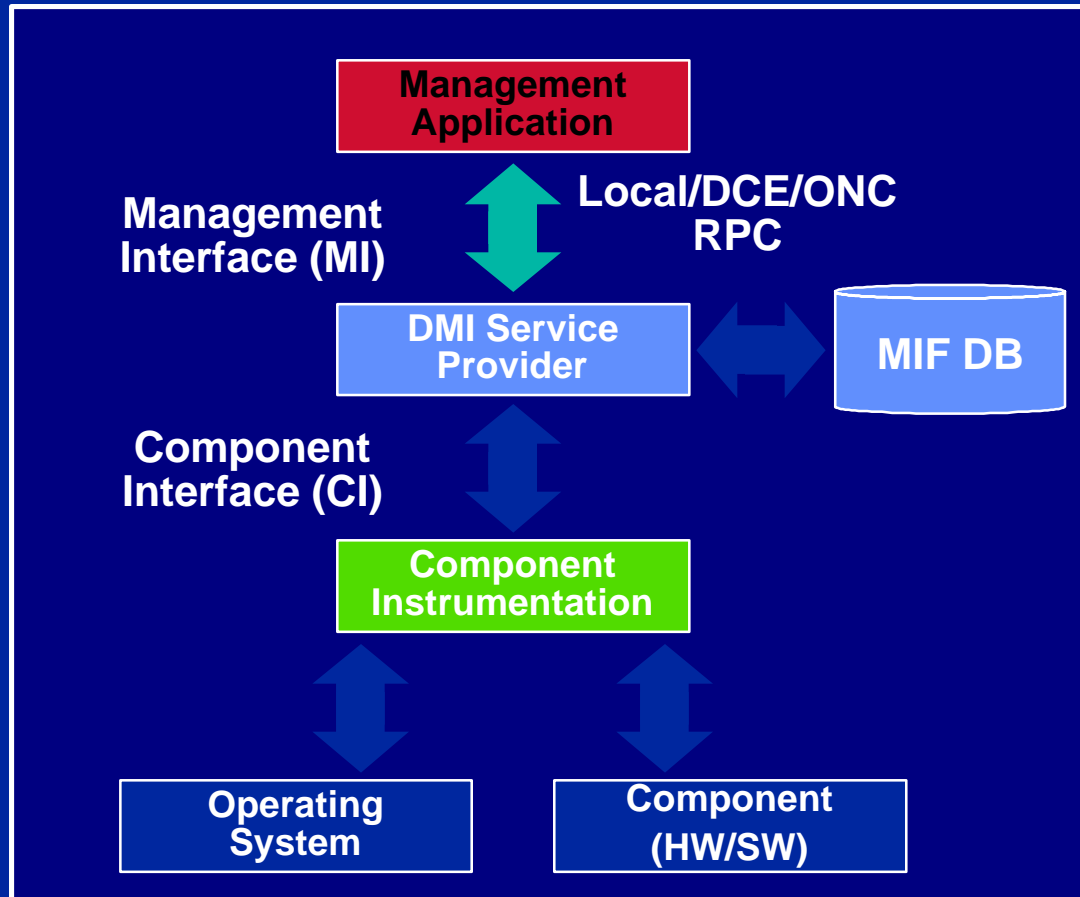 Management
Application
Management
Interface (MI)
Local/DCE/ONC
RPC
DMI Service
Provider
MIF DB
Component
Interface (CI)
Component
Instrumentation
Operating
System
Component
(HW/SW)